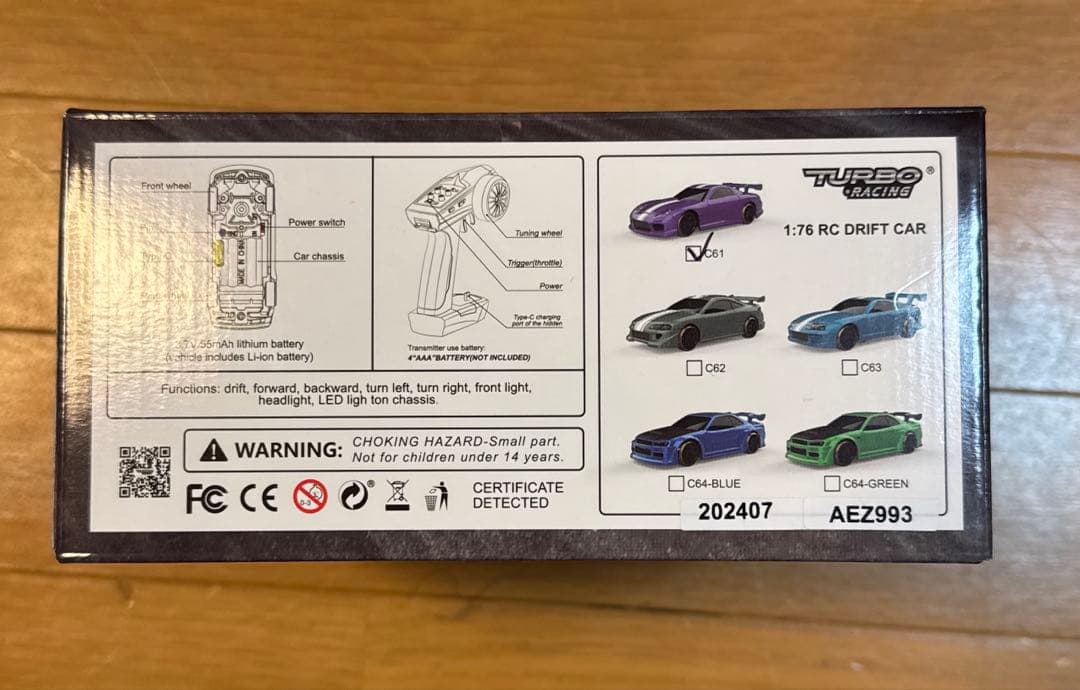 Front wheel
Power switch
Car chassis
MADE IN CHINA
55mAh lithium battery
includes Li-ion battery)
Tuning wheel
Trigger(throttle)
Power
Type-C charging
port of the hidden
Transmitter use battery:
4*AAA*BATTERY(NOT INCLUDED)
Functions: drift, forward, backward, turn left, turn right, front light,
headlight, LED ligh ton chassis.
WARNING:
CHOKING HAZARD-Small part.
Not for children under 14 years.
FC CE
0-3
®
CERTIFICATE
DETECTED
TURBO®
RACING
1:76 RC DRIFT CAR
C61
C62
C63
C64-BLUE
C64-GREEN
202407
AEZ993